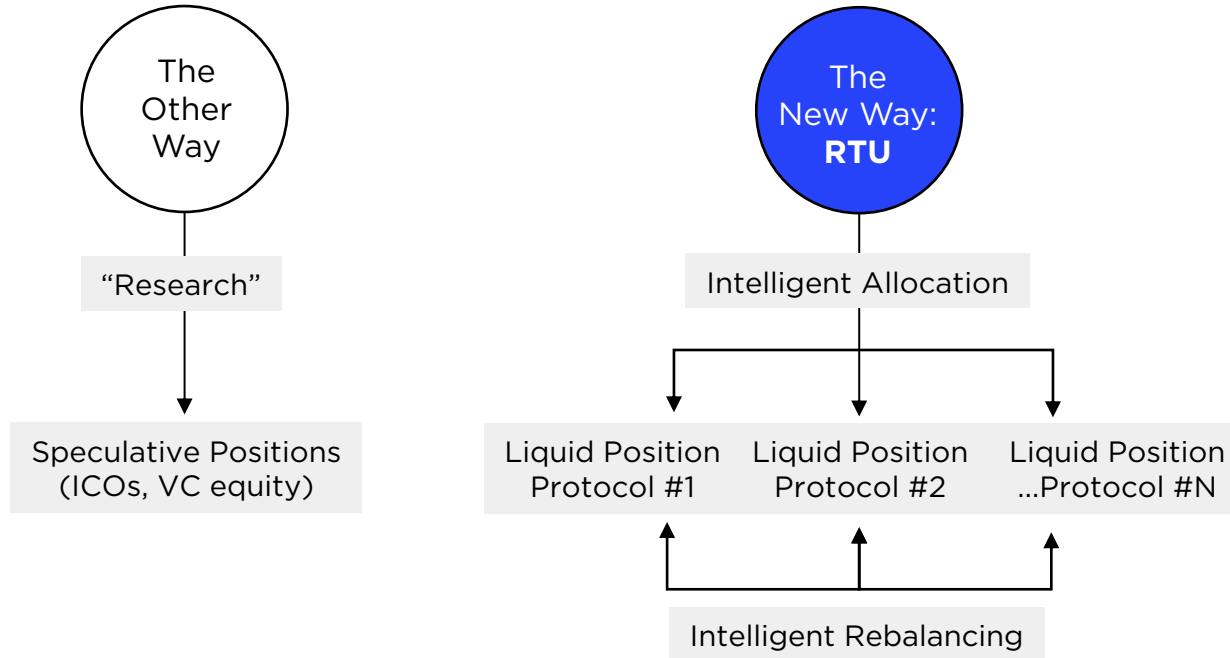 The
Other
Way
“Research”
Speculative Positions
(ICOs, VC equity)
The
New Way:
RTU
Intelligent Allocation
Liquid Position
Protocol #1
Liquid Position
Protocol #2
Liquid Position
...Protocol #N
Intelligent Rebalancing